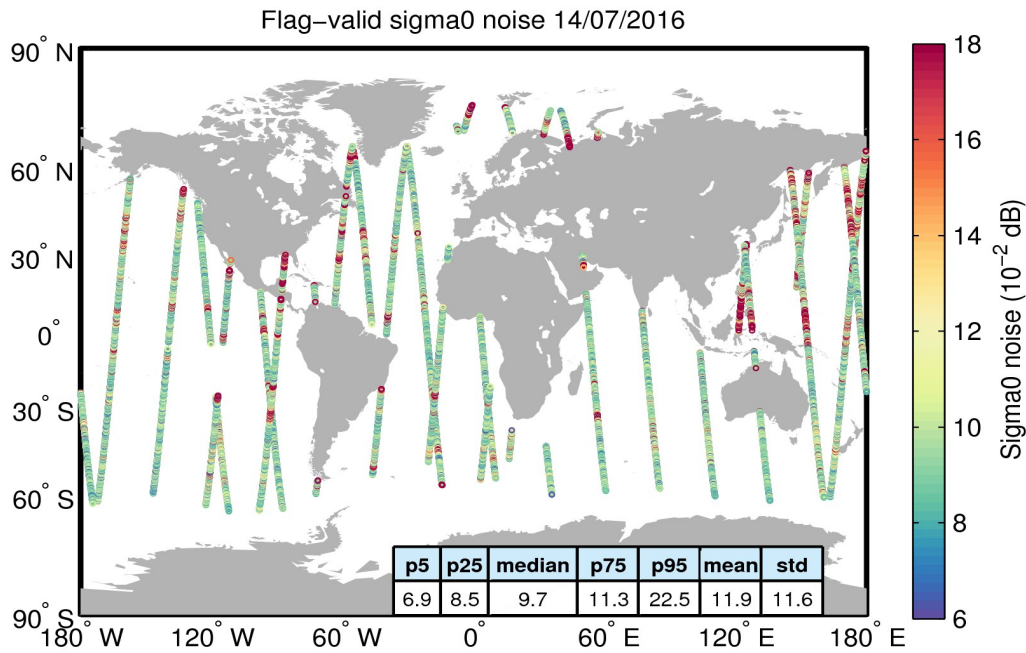 Flag−valid sigma0 noise 14/07/2016
90° N
60° N
30° N
0°
30° S
60° S
90° S
180° W 120° W 60° W 0° 60° E 120° E 180° E
p5 p25 median p75 p95 mean std
6.9 8.5 9.7 11.3 22.5 11.9 11.6
18
16
14
12
10
8
6
Sigma0 noise (10⁻² dB)